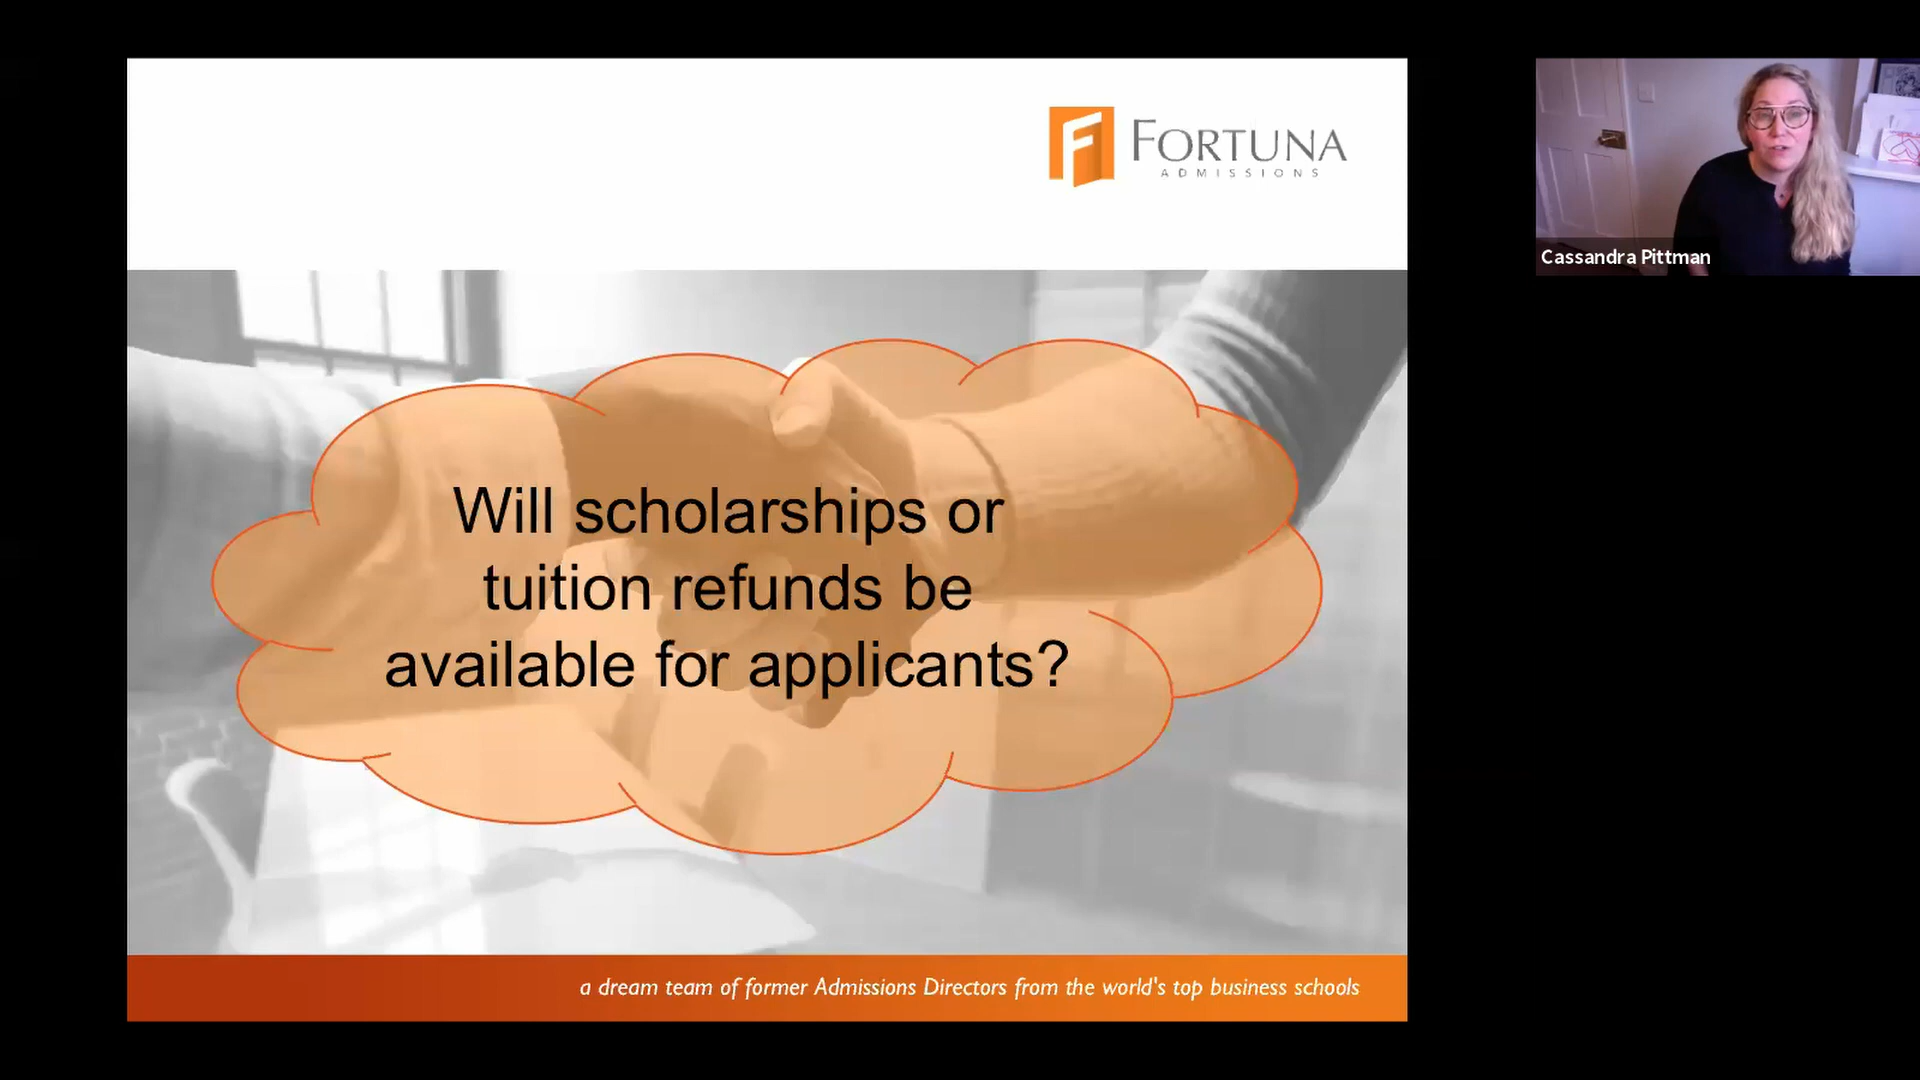 FORTUNA
ADMISSIONS
Cassandra Pittman
Will scholarships or
tuition refunds be
available for applicants?
a dream team of former Admissions Directors from the world's top business schools